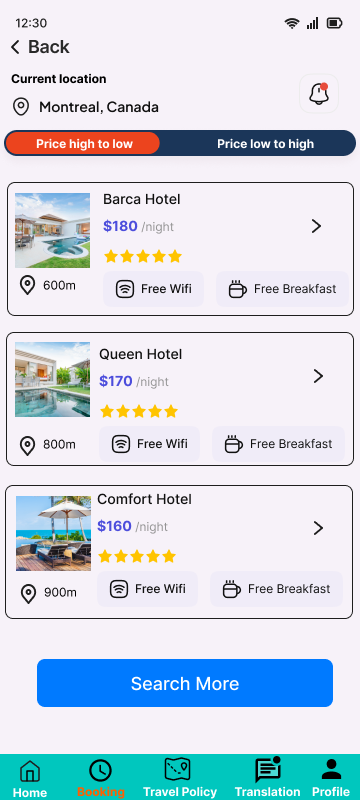 12:30
Back
Current location
Montreal, Canada
Price high to low Price low to high
Barca Hotel
$180 /night
600m Free Wifi Free Breakfast
Queen Hotel
$170 /night
800m Free Wifi Free Breakfast
Comfort Hotel
$160 /night
900m Free Wifi Free Breakfast
Search More
Home Booking Travel Policy Translation Profile